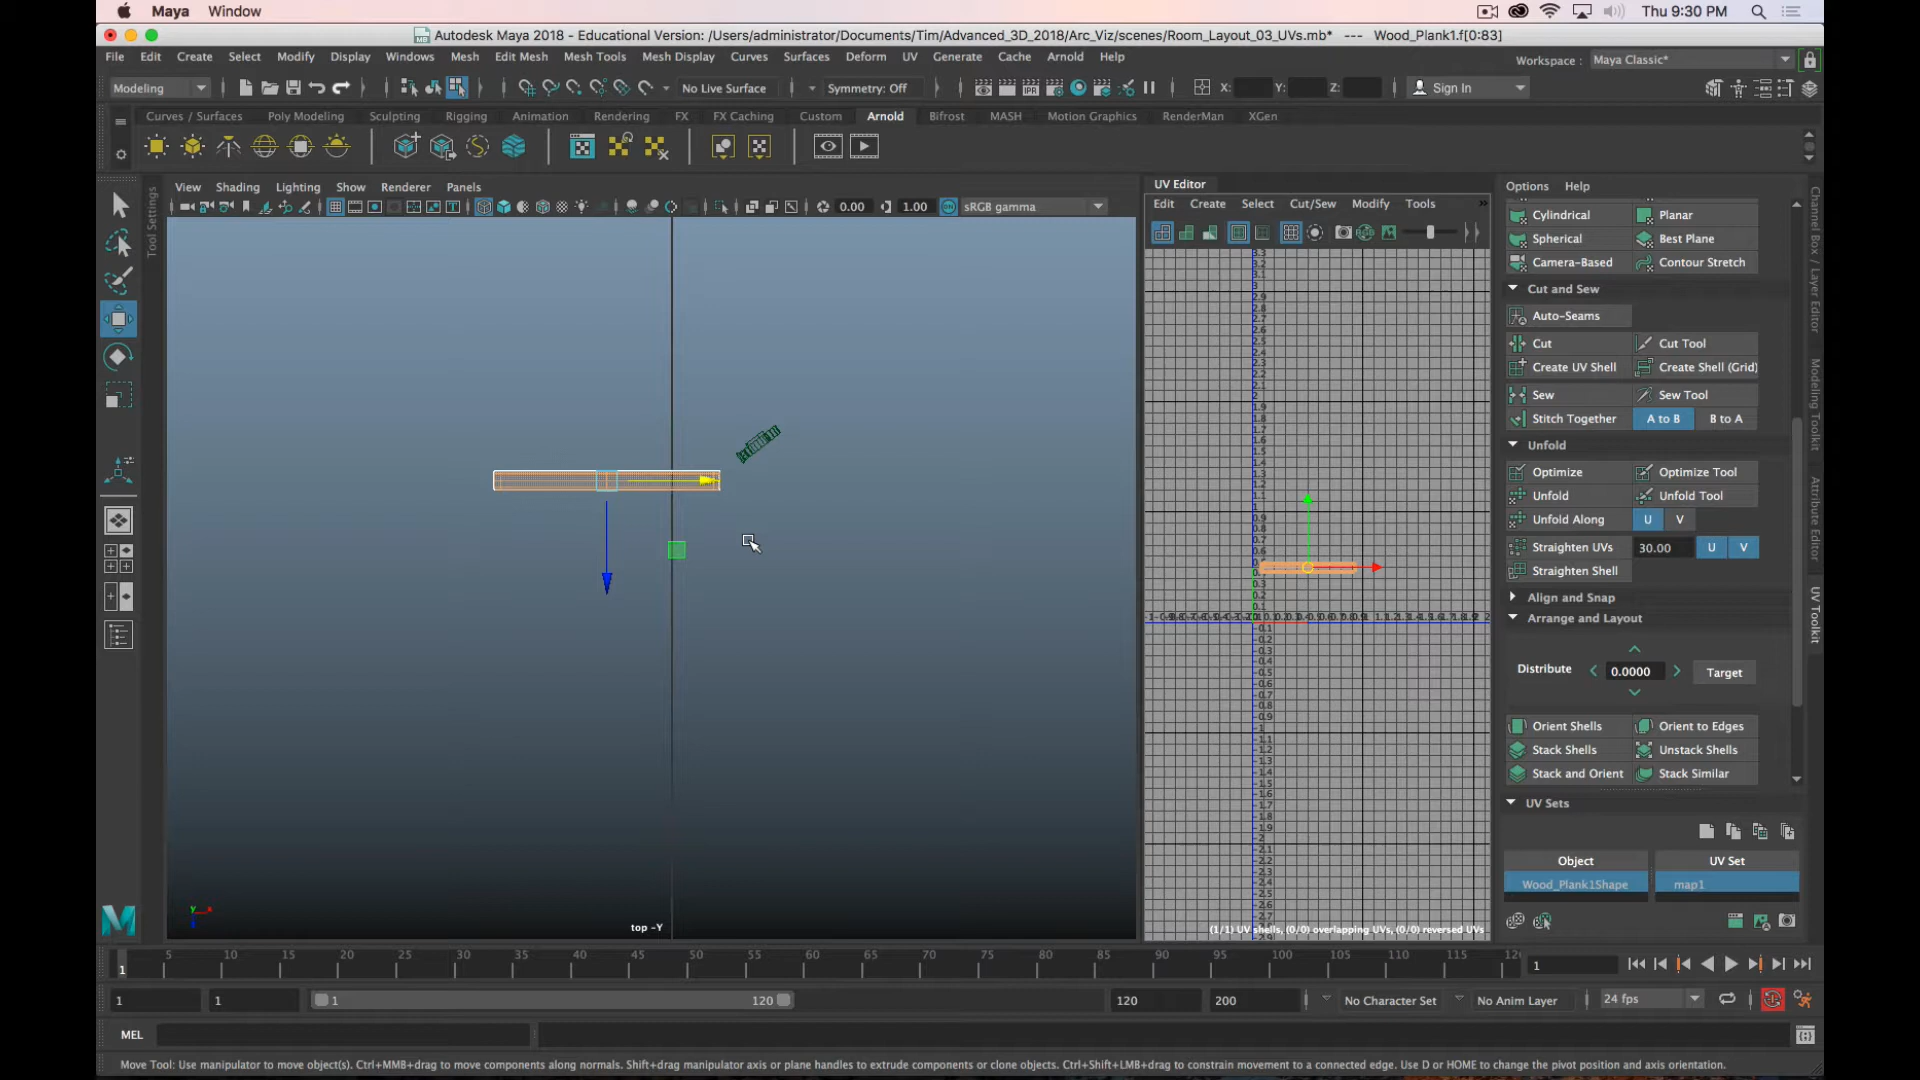 Maya Window Thu 9:30 PM
Autodesk Maya 2018 - Educational Version: /Users/administrator/Documents/Tim/Advanced_3D_2018/Arc_Viz/scenes/Room_Layout_03_UVs.mb* --- Wood_Plank1.f[0:83]
File Edit Create Select Modify Display Windows Mesh Edit Mesh Mesh Tools Mesh Display Curves Surfaces Deform UV Generate Cache Arnold Help Workspace : Maya Classic*
Modeling No Live Surface Symmetry: Off X: Y: Z: Sign In
Curves / Surfaces Poly Modeling Sculpting Rigging Animation Rendering FX FX Caching Custom Arnold Bifrost MASH Motion Graphics RenderMan XGen
Tool Settings
View Shading Lighting Show Renderer Panels
0.00 1.00 sRGB gamma
top -Y
UV Editor
Edit Create Select Cut/Sew Modify Tools »
(1/1) UV shells, (0/0) overlapping UVs, (0/0) reversed UVs
Options Help
Cylindrical Planar
Spherical Best Plane
Camera-Based Contour Stretch
Cut and Sew
Auto-Seams
Cut Cut Tool
Create UV Shell Create Shell (Grid)
Sew Sew Tool
Stitch Together A to B B to A
Unfold
Optimize Optimize Tool
Unfold Unfold Tool
Unfold Along U V
Straighten UVs 30.00 U V
Straighten Shell
Align and Snap
Arrange and Layout
Distribute 0.0000 Target
Orient Shells Orient to Edges
Stack Shells Unstack Shells
Stack and Orient Stack Similar
UV Sets
Object UV Set
Wood_Plank1Shape map1
Channel Box / Layer Editor
Modeling Toolkit
Attribute Editor
UV Toolkit
1 5 10 15 20 25 30 35 40 45 50 55 60 65 70 75 80 85 90 95 100 105 110 115 12 1
1 1 1 120 120 200 No Character Set No Anim Layer 24 fps
MEL
Move Tool: Use manipulator to move object(s). Ctrl+MMB+drag to move components along normals. Shift+drag manipulator axis or plane handles to extrude components or clone objects. Ctrl+Shift+LMB+drag to constrain movement to a connected edge. Use D or HOME to change the pivot position and axis orientation.